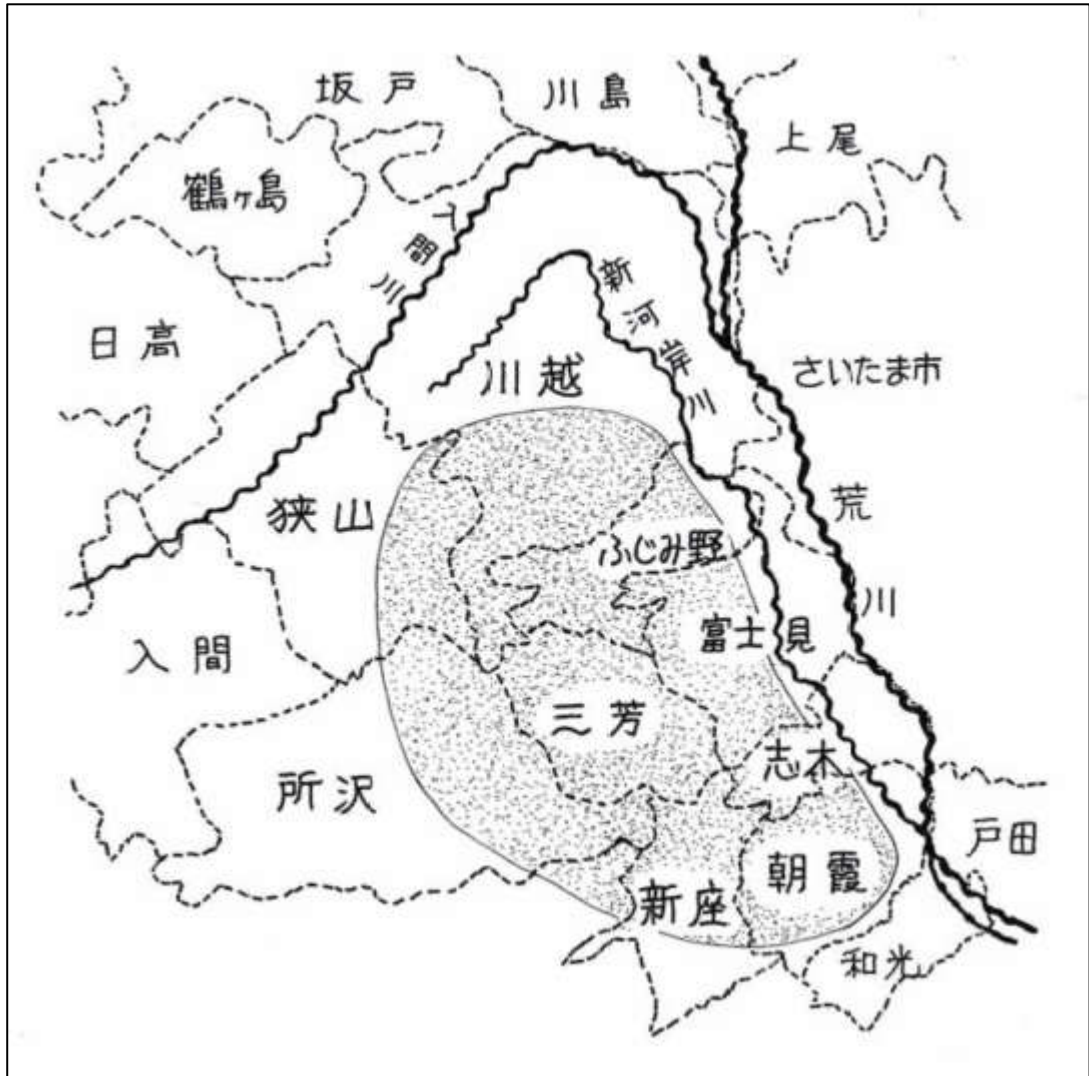 坂戸
川島
上尾
鶴ヶ島
入間川
新河岸川
日高
川越
さいたま市
荒川
狭山
ふじみ野
入間
富士見
三芳
志木
所沢
戸田
朝霞
新座
和光